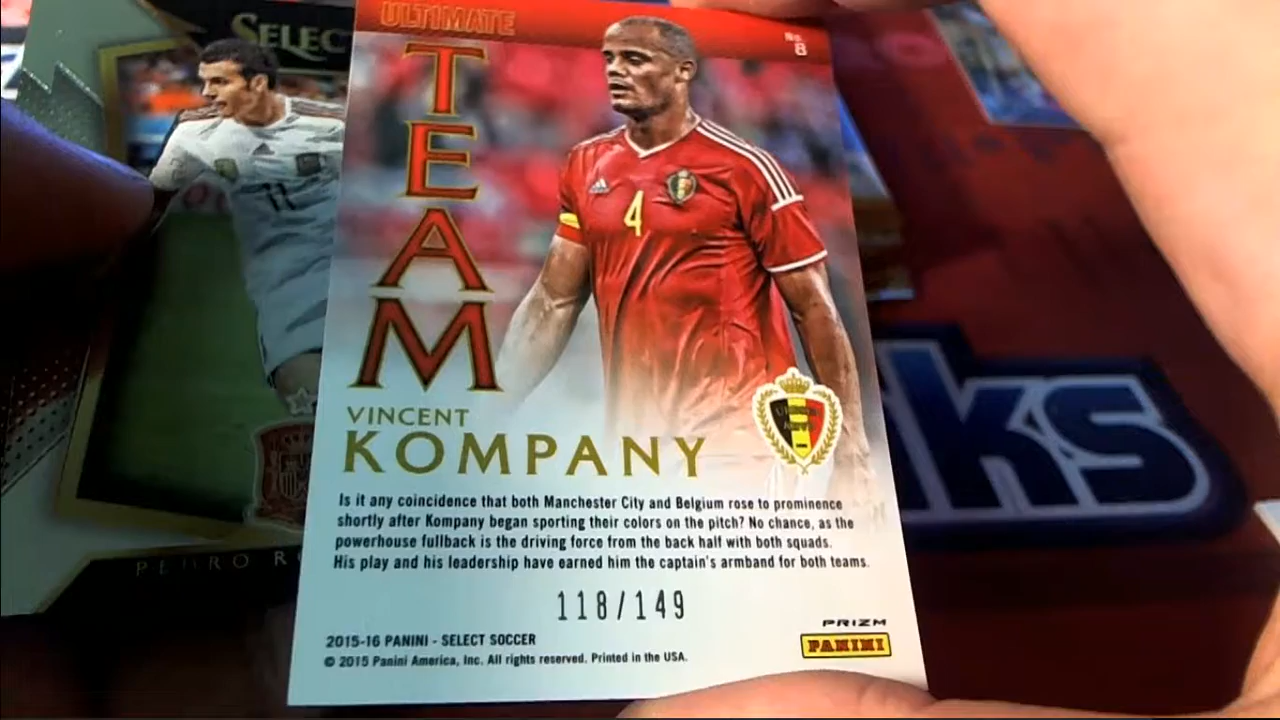 ULTIMATE
TEAM
No.
8
SELEC
11
4
VINCENT
KOMPANY
Is it any coincidence that both Manchester City and Belgium rose to prominence
shortly after Kompany began sporting their colors on the pitch? No chance, as the
powerhouse fullback is the driving force from the back half with both squads.
His play and his leadership have earned him the captain's armband for both teams.
118/149
2015-16 PANINI - SELECT SOCCER
© 2015 Panini America, Inc. All rights reserved. Printed in the USA.
PRIZM
PANINI
PEDRO R
ks